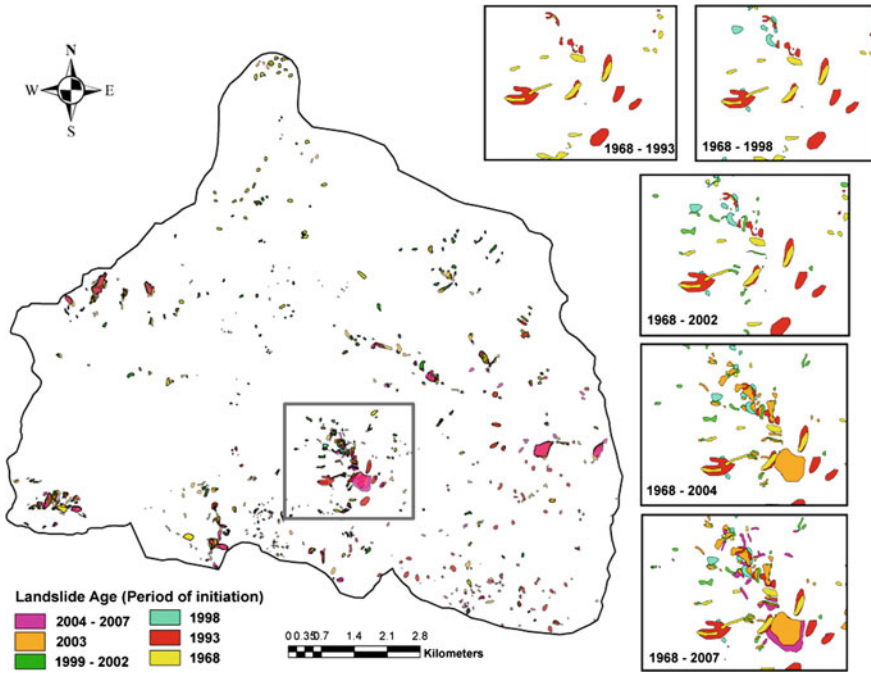 N
W E
S
1968 - 1993
1968 - 1998
1968 - 2002
1968 - 2004
1968 - 2007
Landslide Age (Period of initiation)
2004 - 2007
2003
1999 - 2002
1998
1993
1968
0 0.35 0.7 1.4 2.1 2.8
Kilometers